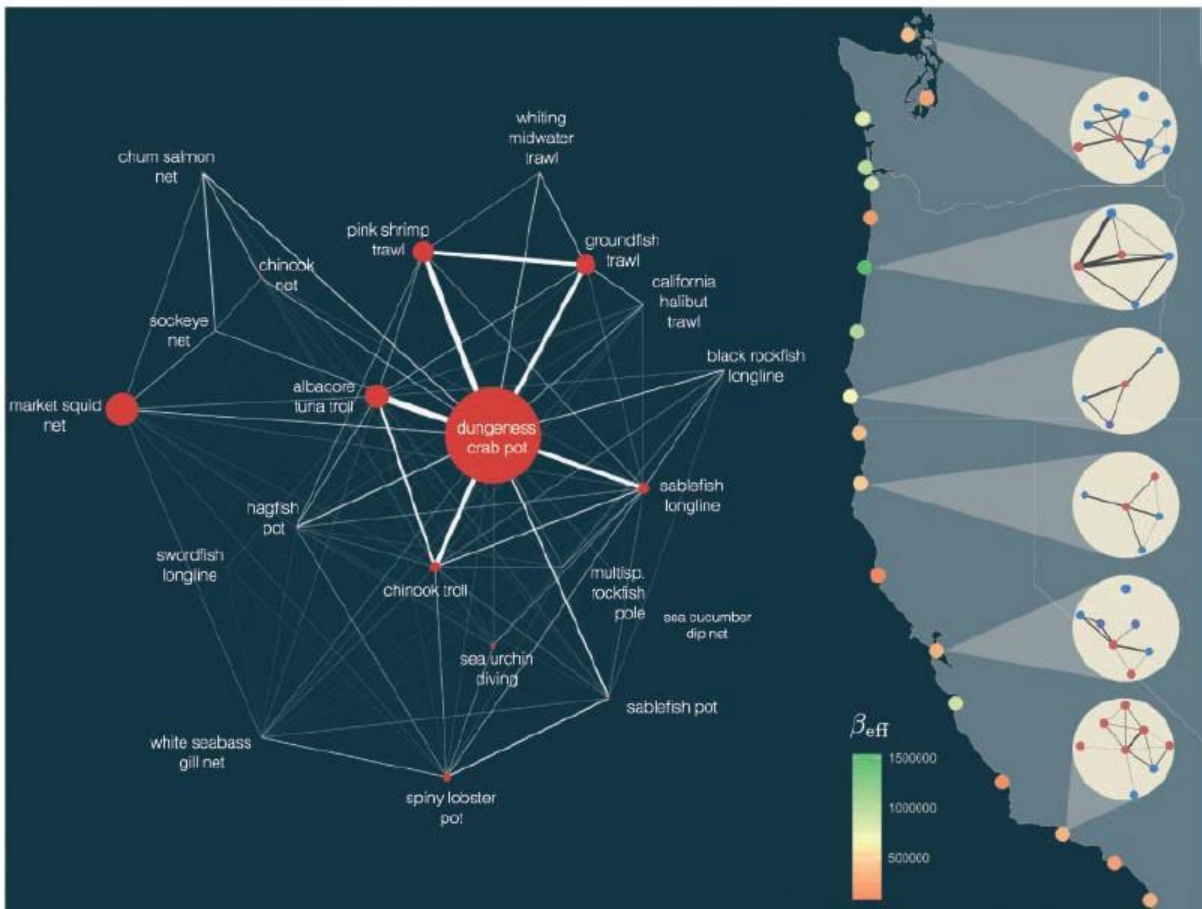 whiting
midwater
trawl
chum salmon
net
pink shrimp
trawl
groundfish
trawl
chinook
net
california
halibut
trawl
sockeye
net
black rockfish
longline
albacore
tuna troll
market squid
net
dungeness
crab pot
sablefish
longline
hagfish
pot
swordfish
longline
chinook troll
multisp.
rockfish
pole
sea cucumber
dip net
sea urchin
diving
sablefish pot
white seabass
gill net
spiny lobster
pot
βeff
1500000
1000000
500000